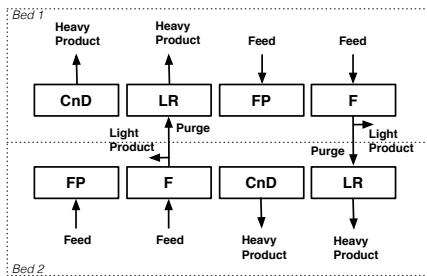 Bed 1
Heavy
Product
Heavy
Product
Feed
Feed
CnD
LR
FP
F
Light
Product
Purge
Purge
Light
Product
FP
F
CnD
LR
Feed
Feed
Heavy
Product
Heavy
Product
Bed 2